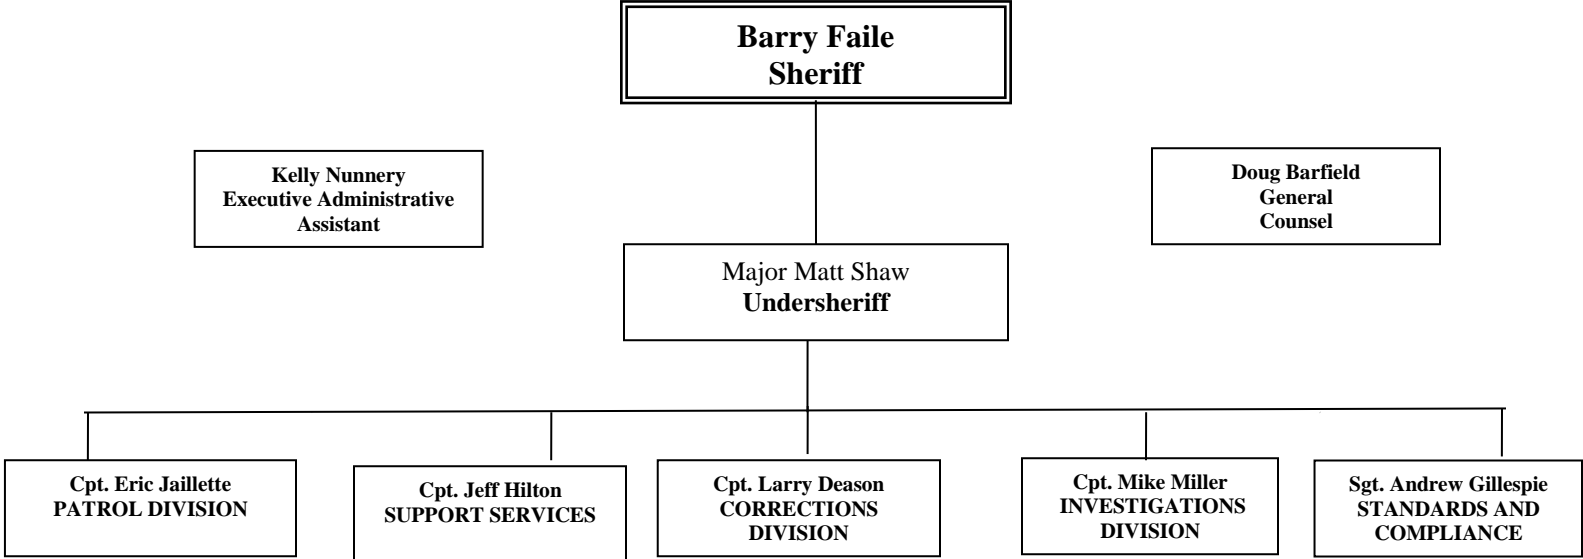 Barry Faile
Sheriff
Kelly Nunnery
Executive Administrative
Assistant
Doug Barfield
General
Counsel
Major Matt Shaw
Undersheriff
Cpt. Eric Jaillette
PATROL DIVISION
Cpt. Jeff Hilton
SUPPORT SERVICES
Cpt. Larry Deason
CORRECTIONS
DIVISION
Cpt. Mike Miller
INVESTIGATIONS
DIVISION
Sgt. Andrew Gillespie
STANDARDS AND
COMPLIANCE